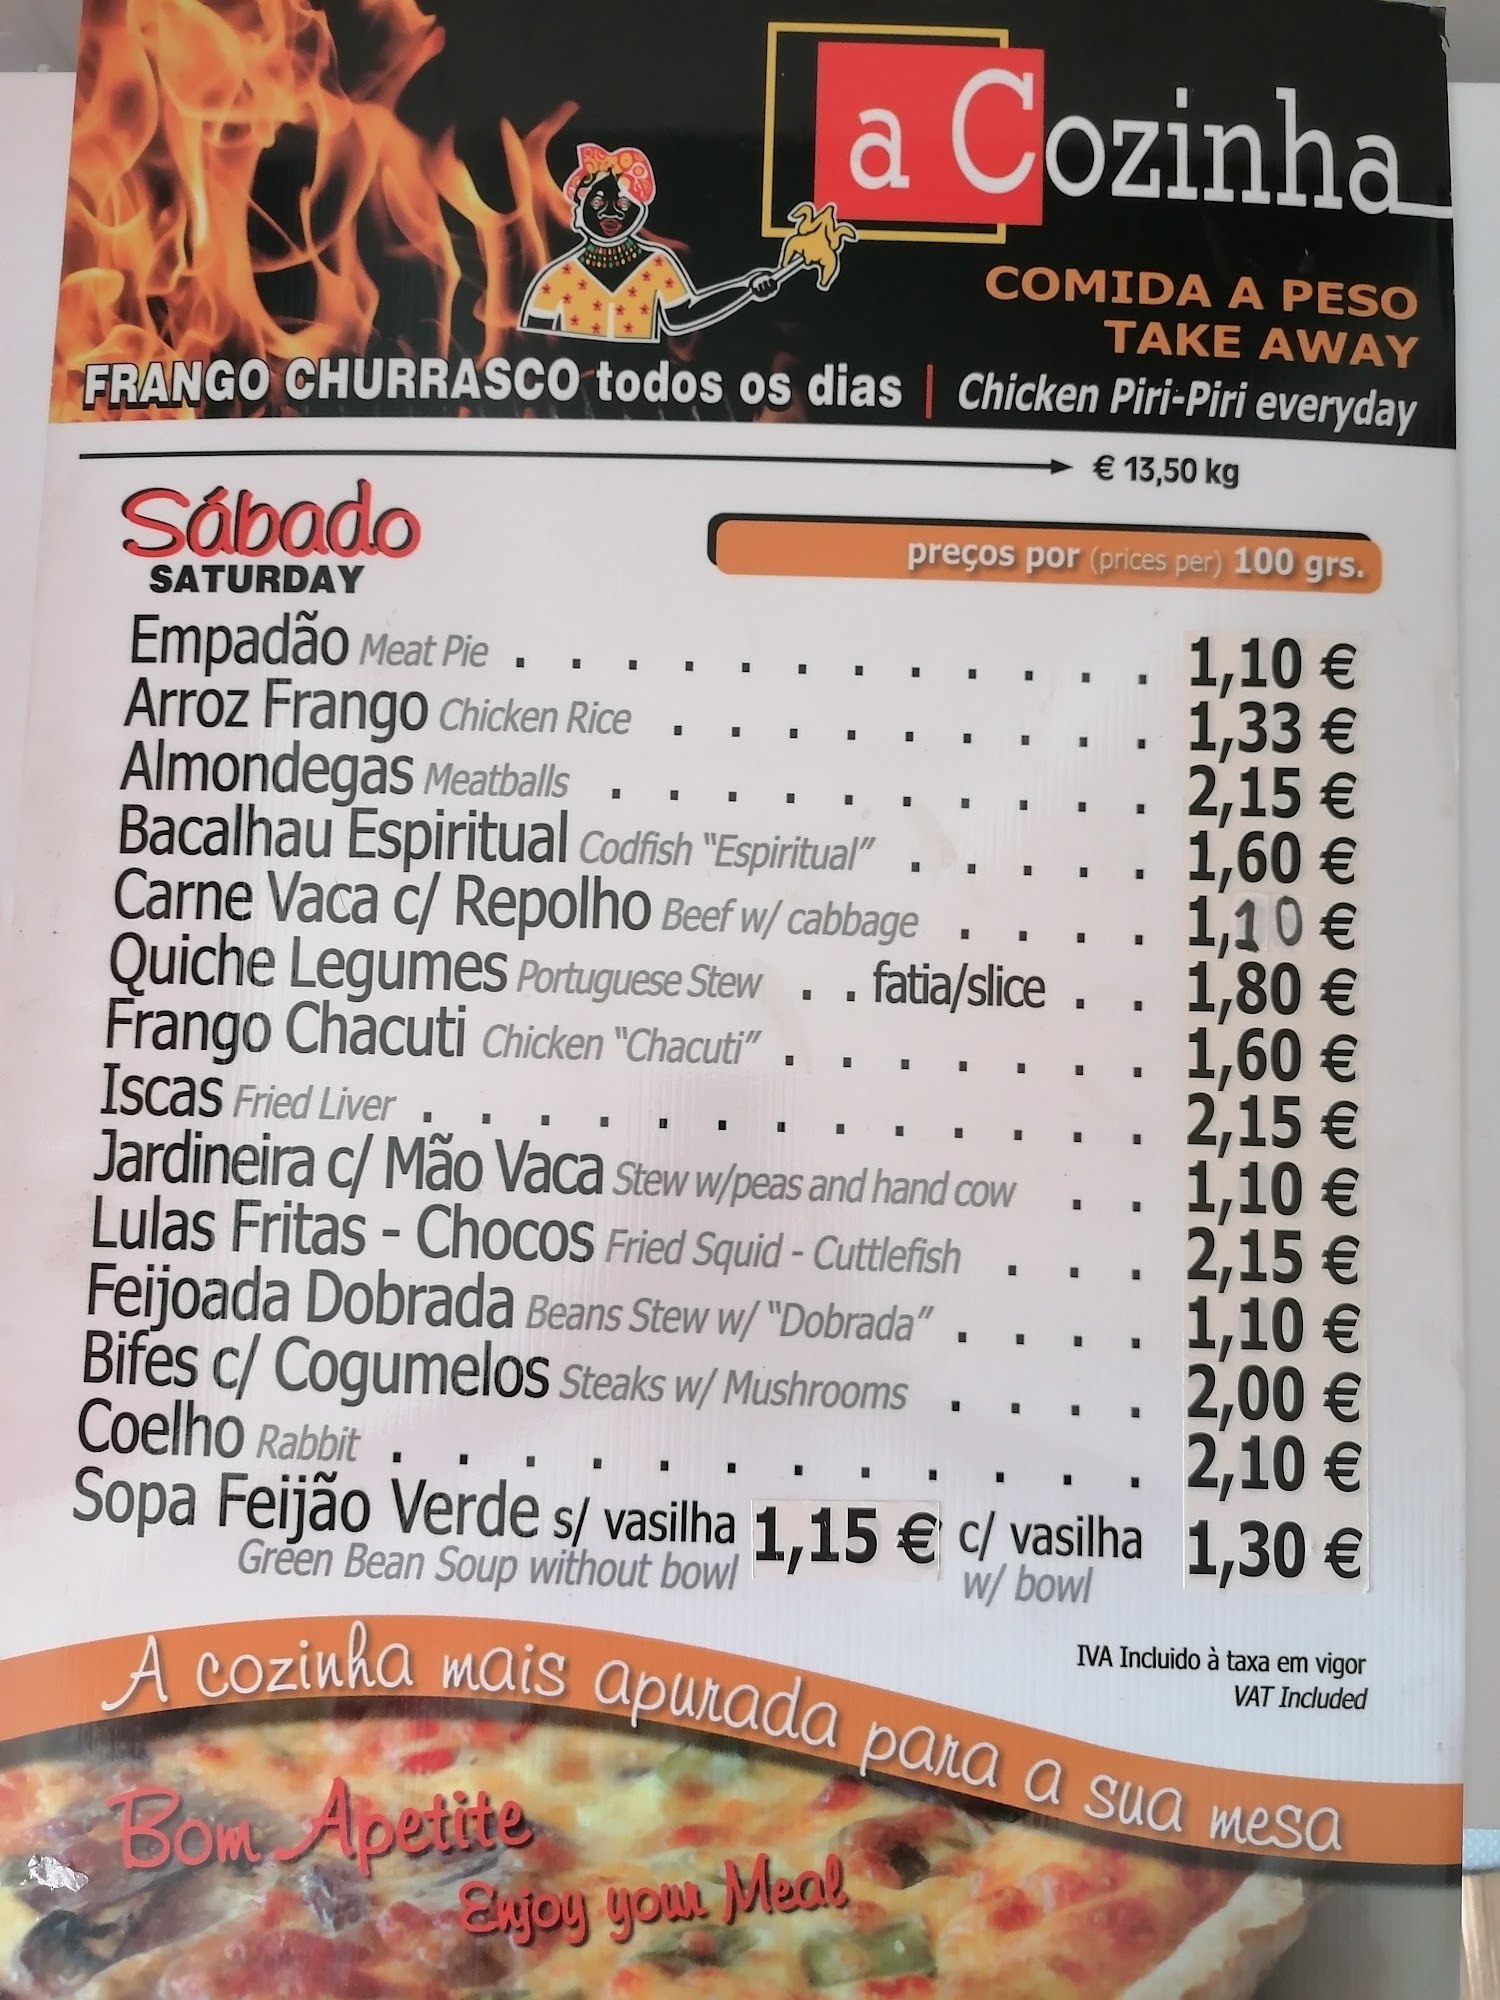 a Cozinha
COMIDA A PESO
TAKE AWAY
FRANGO CHURRASCO todos os dias | Chicken Piri-Piri everyday
€ 13,50 kg
Sábado
SATURDAY
preços por (prices per) 100 grs.
Empadão Meat Pie . . . . . . . . . . . . 1,10 €
Arroz Frango Chicken Rice . . . . . . . . . 1,33 €
Almondegas Meatballs . . . . . . . . . . 2,15 €
Bacalhau Espiritual Codfish "Espiritual" . . . . . 1,60 €
Carne Vaca c/ Repolho Beef w/ cabbage . . . . 1,10 €
Quiche Legumes Portuguese Stew . . fatia/slice . . 1,80 €
Frango Chacuti Chicken "Chacuti" . . . . . . . 1,60 €
Iscas Fried Liver . . . . . . . . . . . . . 2,15 €
Jardineira c/ Mão Vaca Stew w/peas and hand cow . . 1,10 €
Lulas Fritas - Chocos Fried Squid - Cuttlefish . . . 2,15 €
Feijoada Dobrada Beans Stew w/ "Dobrada" . . . . 1,10 €
Bifes c/ Cogumelos Steaks w/ Mushrooms . . . . 2,00 €
Coelho Rabbit . . . . . . . . . . . . 2,10 €
Sopa Feijão Verde s/ vasilha 1,15 € c/ vasilha 1,30 €
Green Bean Soup without bowl w/ bowl
IVA Incluido à taxa em vigor
VAT Included
A cozinha mais apurada para a sua mesa
Bom Apetite
Enjoy your Meal